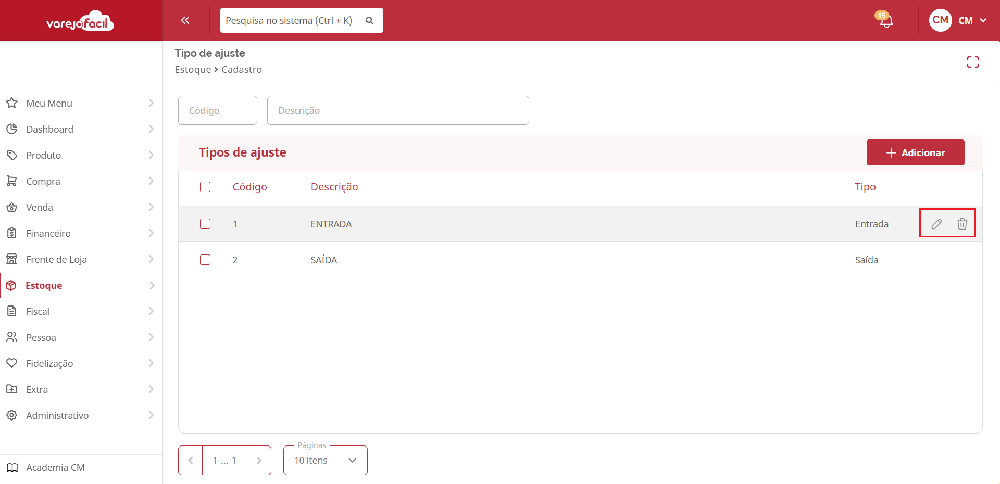 varejofacil
Pesquisa no sistema (Ctrl + K)
15
CM
CM
Tipo de ajuste
Estoque > Cadastro
Meu Menu
Dashboard
Produto
Compra
Venda
Financeiro
Frente de Loja
Estoque
Fiscal
Pessoa
Fidelização
Extra
Administrativo
Academia CM
Código
Descrição
Tipos de ajuste
Adicionar
Código Descrição Tipo
1 ENTRADA Entrada
2 SAÍDA Saída
1 ... 1
Páginas
10 itens